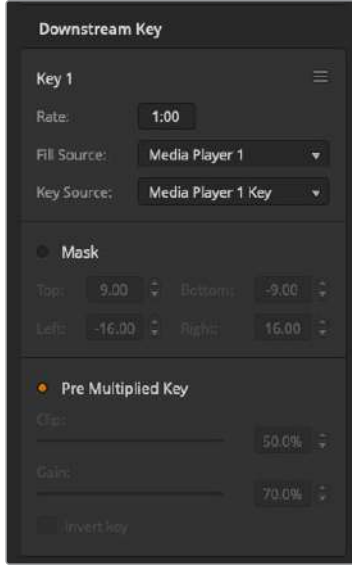 Downstream Key
Key 1
Rate: 1:00
Fill Source: Media Player 1
Key Source: Media Player 1 Key
Mask
Top: 9.00 Bottom: -9.00
Left: -16.00 Right: 16.00
Pre Multiplied Key
Clip:
50.0%
Gain:
70.0%
Invert key